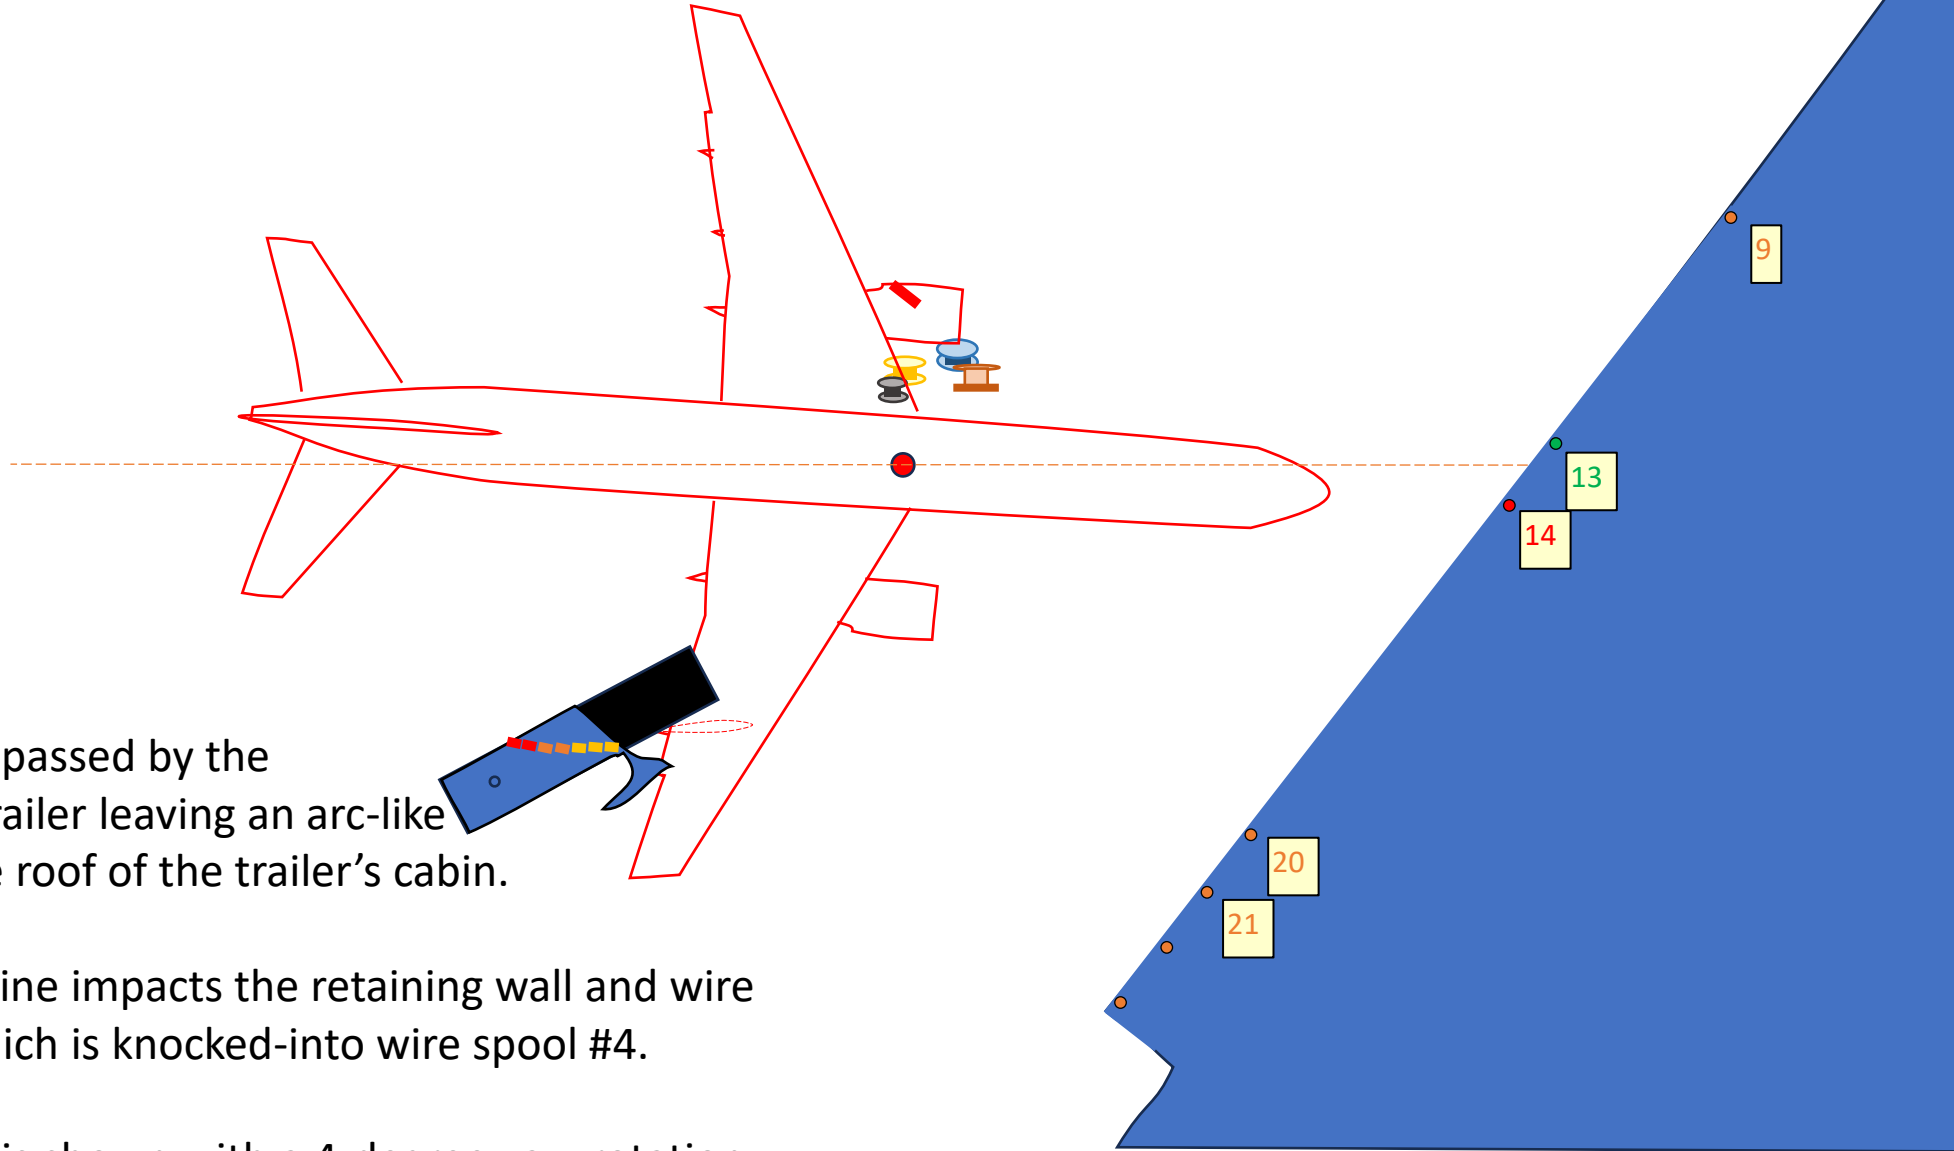 9
13
14
passed by the
railer leaving an arc-like
20
roof of the trailer's cabin.
21
ine impacts the retaining wall and wire
ich is knocked-into wire spool #4.